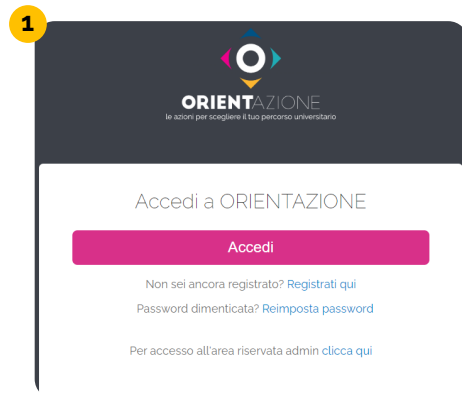 1
ORIENTAZIONE
le azioni per scegliere il tuo percorso universitario
Accedi a ORIENTAZIONE
Accedi
Non sei ancora registrato? Registrati qui
Password dimenticata? Reimposta password
Per accesso all'area riservata admin clicca qui